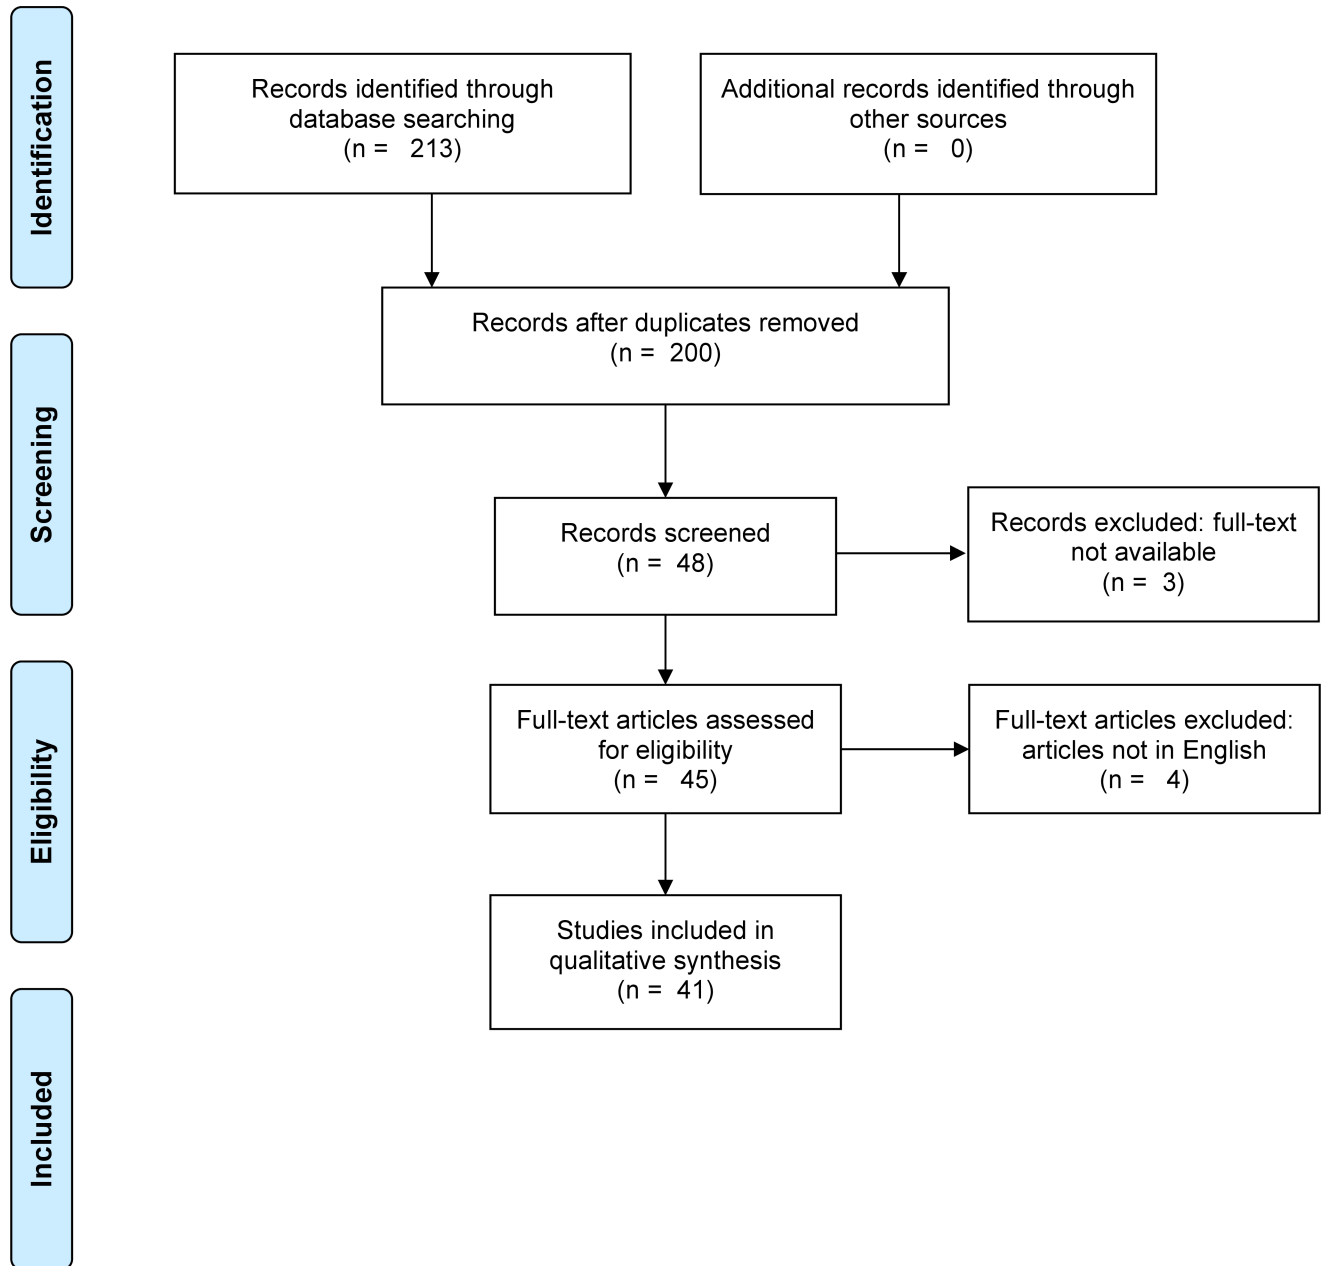 Identification
Records identified through
database searching
(n = 213)
Additional records identified through
other sources
(n = 0)
Records after duplicates removed
(n = 200)
Screening
Records screened
(n = 48)
Records excluded: full-text
not available
(n = 3)
Eligibility
Full-text articles assessed
for eligibility
(n = 45)
Full-text articles excluded:
articles not in English
(n = 4)
Studies included in
qualitative synthesis
(n = 41)
Included